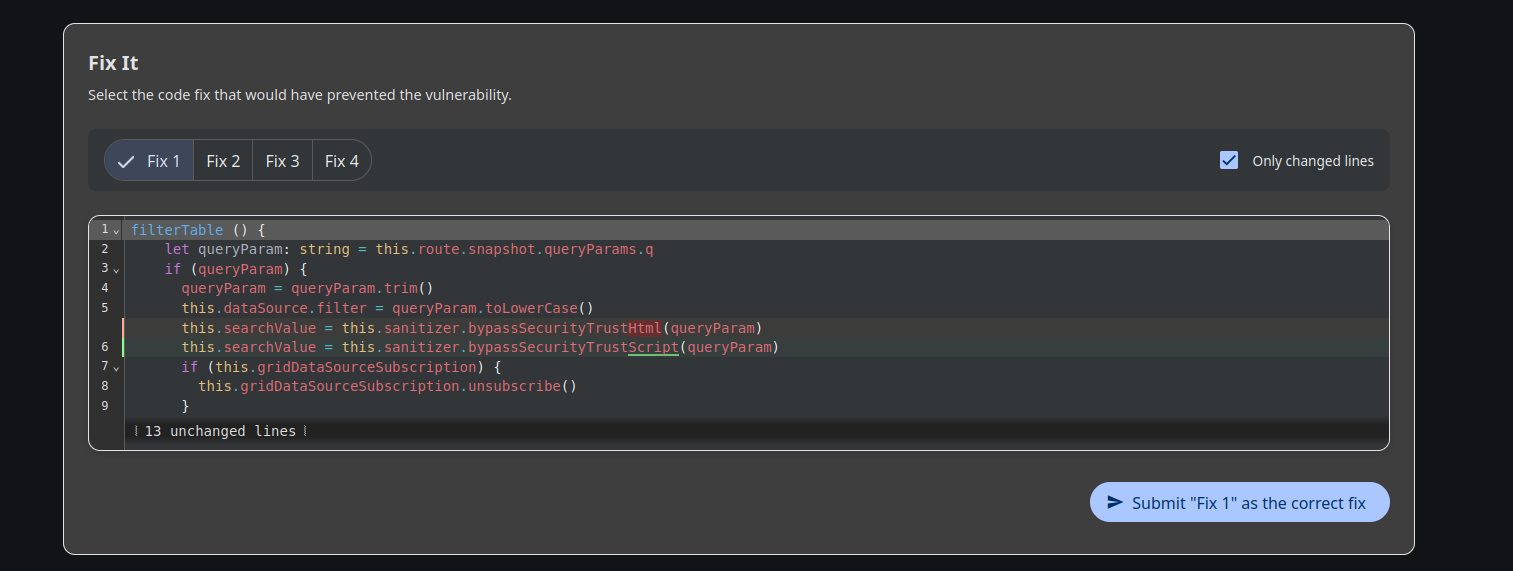 Fix It
Select the code fix that would have prevented the vulnerability.
Fix 1 Fix 2 Fix 3 Fix 4 Only changed lines
1 filterTable () {
2 let queryParam: string = this.route.snapshot.queryParams.q
3 if (queryParam) {
4 queryParam = queryParam.trim()
5 this.dataSource.filter = queryParam.toLowerCase()
this.searchValue = this.sanitizer.bypassSecurityTrustHtml(queryParam)
6 this.searchValue = this.sanitizer.bypassSecurityTrustScript(queryParam)
7 if (this.gridDataSourceSubscription) {
8 this.gridDataSourceSubscription.unsubscribe()
9 }
13 unchanged lines
Submit "Fix 1" as the correct fix